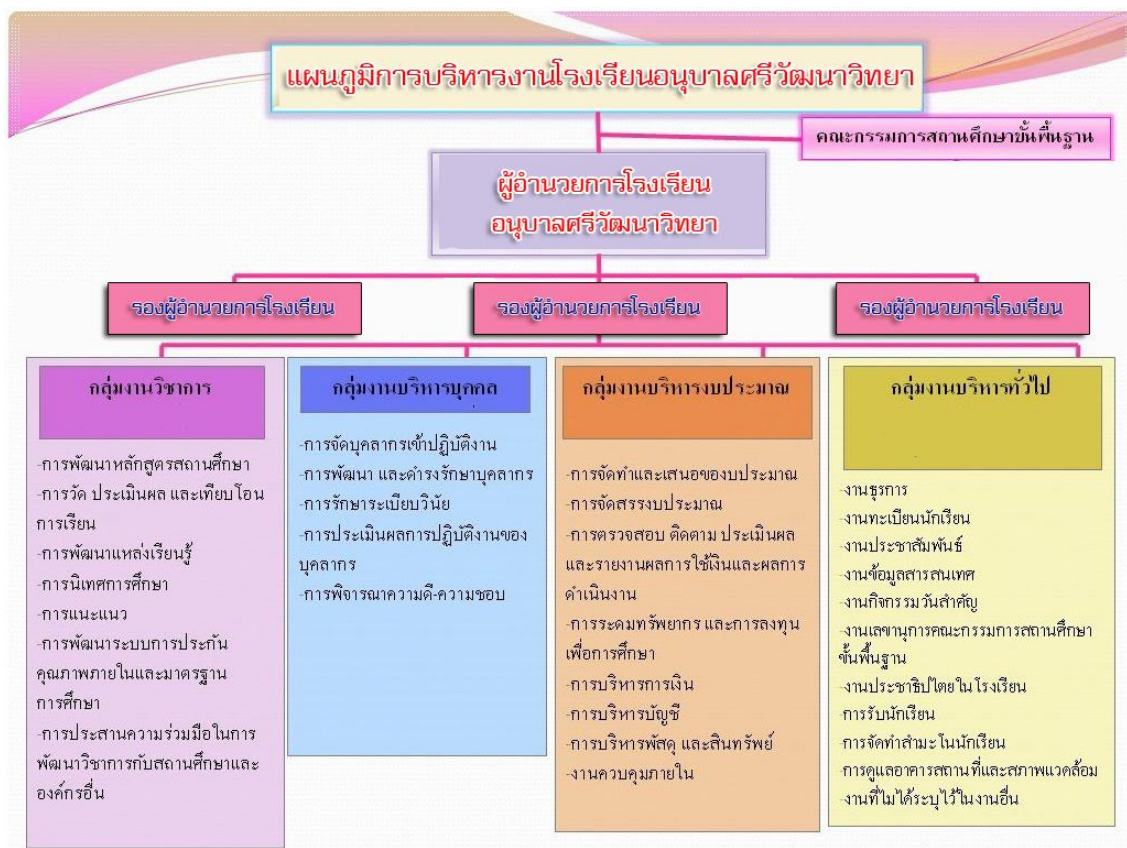 แผนภูมิการบริหารงานโรงเรียนอนุบาลศรีวัฒนาวิทยา
คณะกรรมการสถานศึกษาขั้นพื้นฐาน
ผู้อำนวยการโรงเรียน
อนุบาลศรีวัฒนาวิทยา
รองผู้อำนวยการโรงเรียน
รองผู้อำนวยการโรงเรียน
รองผู้อำนวยการโรงเรียน
กลุ่มงานวิชาการ
-การพัฒนาหลักสูตรสถานศึกษา
-การวัด ประเมินผล และเทียบโอน
การเรียน
-การพัฒนาแหล่งเรียนรู้
-การนิเทศการศึกษา
-การแนะแนว
-การพัฒนาระบบการประกัน
คุณภาพภายในและมาตรฐาน
การศึกษา
-การประสานความร่วมมือในการ
พัฒนาวิชาการกับสถานศึกษาและ
องค์กรอื่น
กลุ่มงานบริหารบุคคล
-การจัดบุคลากรเข้าปฏิบัติงาน
-การพัฒนา และดำรงรักษาบุคลากร
-การรักษาระเบียบวินัย
-การประเมินผลการปฏิบัติงานของ
บุคลากร
-การพิจารณาความดี-ความชอบ
กลุ่มงานบริหารงบประมาณ
-การจัดทำและเสนอของบประมาณ
-การจัดสรรงบประมาณ
-การตรวจสอบ ติดตาม ประเมินผล
และรายงานผลการใช้เงินและผลการ
ดำเนินงาน
-การระดมทรัพยากร และการลงทุน
เพื่อการศึกษา
-การบริหารการเงิน
-การบริหารบัญชี
-การบริหารพัสดุ และสินทรัพย์
-งานควบคุมภายใน
กลุ่มงานบริหารทั่วไป
-งานธุรการ
-งานทะเบียนนักเรียน
-งานประชาสัมพันธ์
-งานข้อมูลสารสนเทศ
-งานกิจกรรมวันสำคัญ
-งานเลขานุการคณะกรรมการสถานศึกษา
ขั้นพื้นฐาน
-งานประชาธิปไตยในโรงเรียน
-การรับนักเรียน
-การจัดทำสำมะโนนักเรียน
-การดูแลอาคารสถานที่และสภาพแวดล้อม
-งานที่ไม่ได้ระบุไว้ในงานอื่น